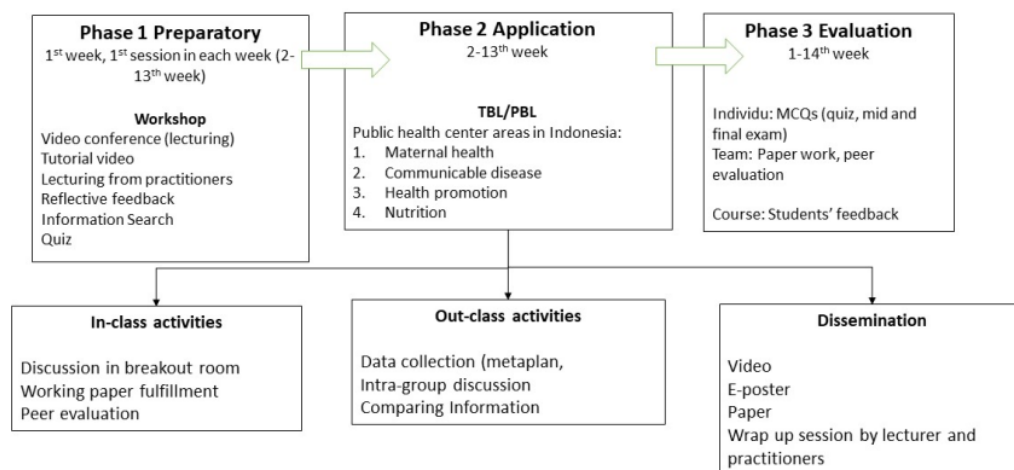 Phase 1 Preparatory
1st week, 1st session in each week (2-
13th week)
Workshop
Video conference (lecturing)
Tutorial video
Lecturing from practitioners
Reflective feedback
Information Search
Quiz
Phase 2 Application
2-13th week
TBL/PBL
Public health center areas in Indonesia:
1. Maternal health
2. Communicable disease
3. Health promotion
4. Nutrition
Phase 3 Evaluation
1-14th week
Individu: MCQs (quiz, mid and
final exam)
Team: Paper work, peer
evaluation
Course: Students' feedback
In-class activities
Discussion in breakout room
Working paper fulfillment
Peer evaluation
Out-class activities
Data collection (metaplan,
Intra-group discussion
Comparing Information
Dissemination
Video
E-poster
Paper
Wrap up session by lecturer and
practitioners